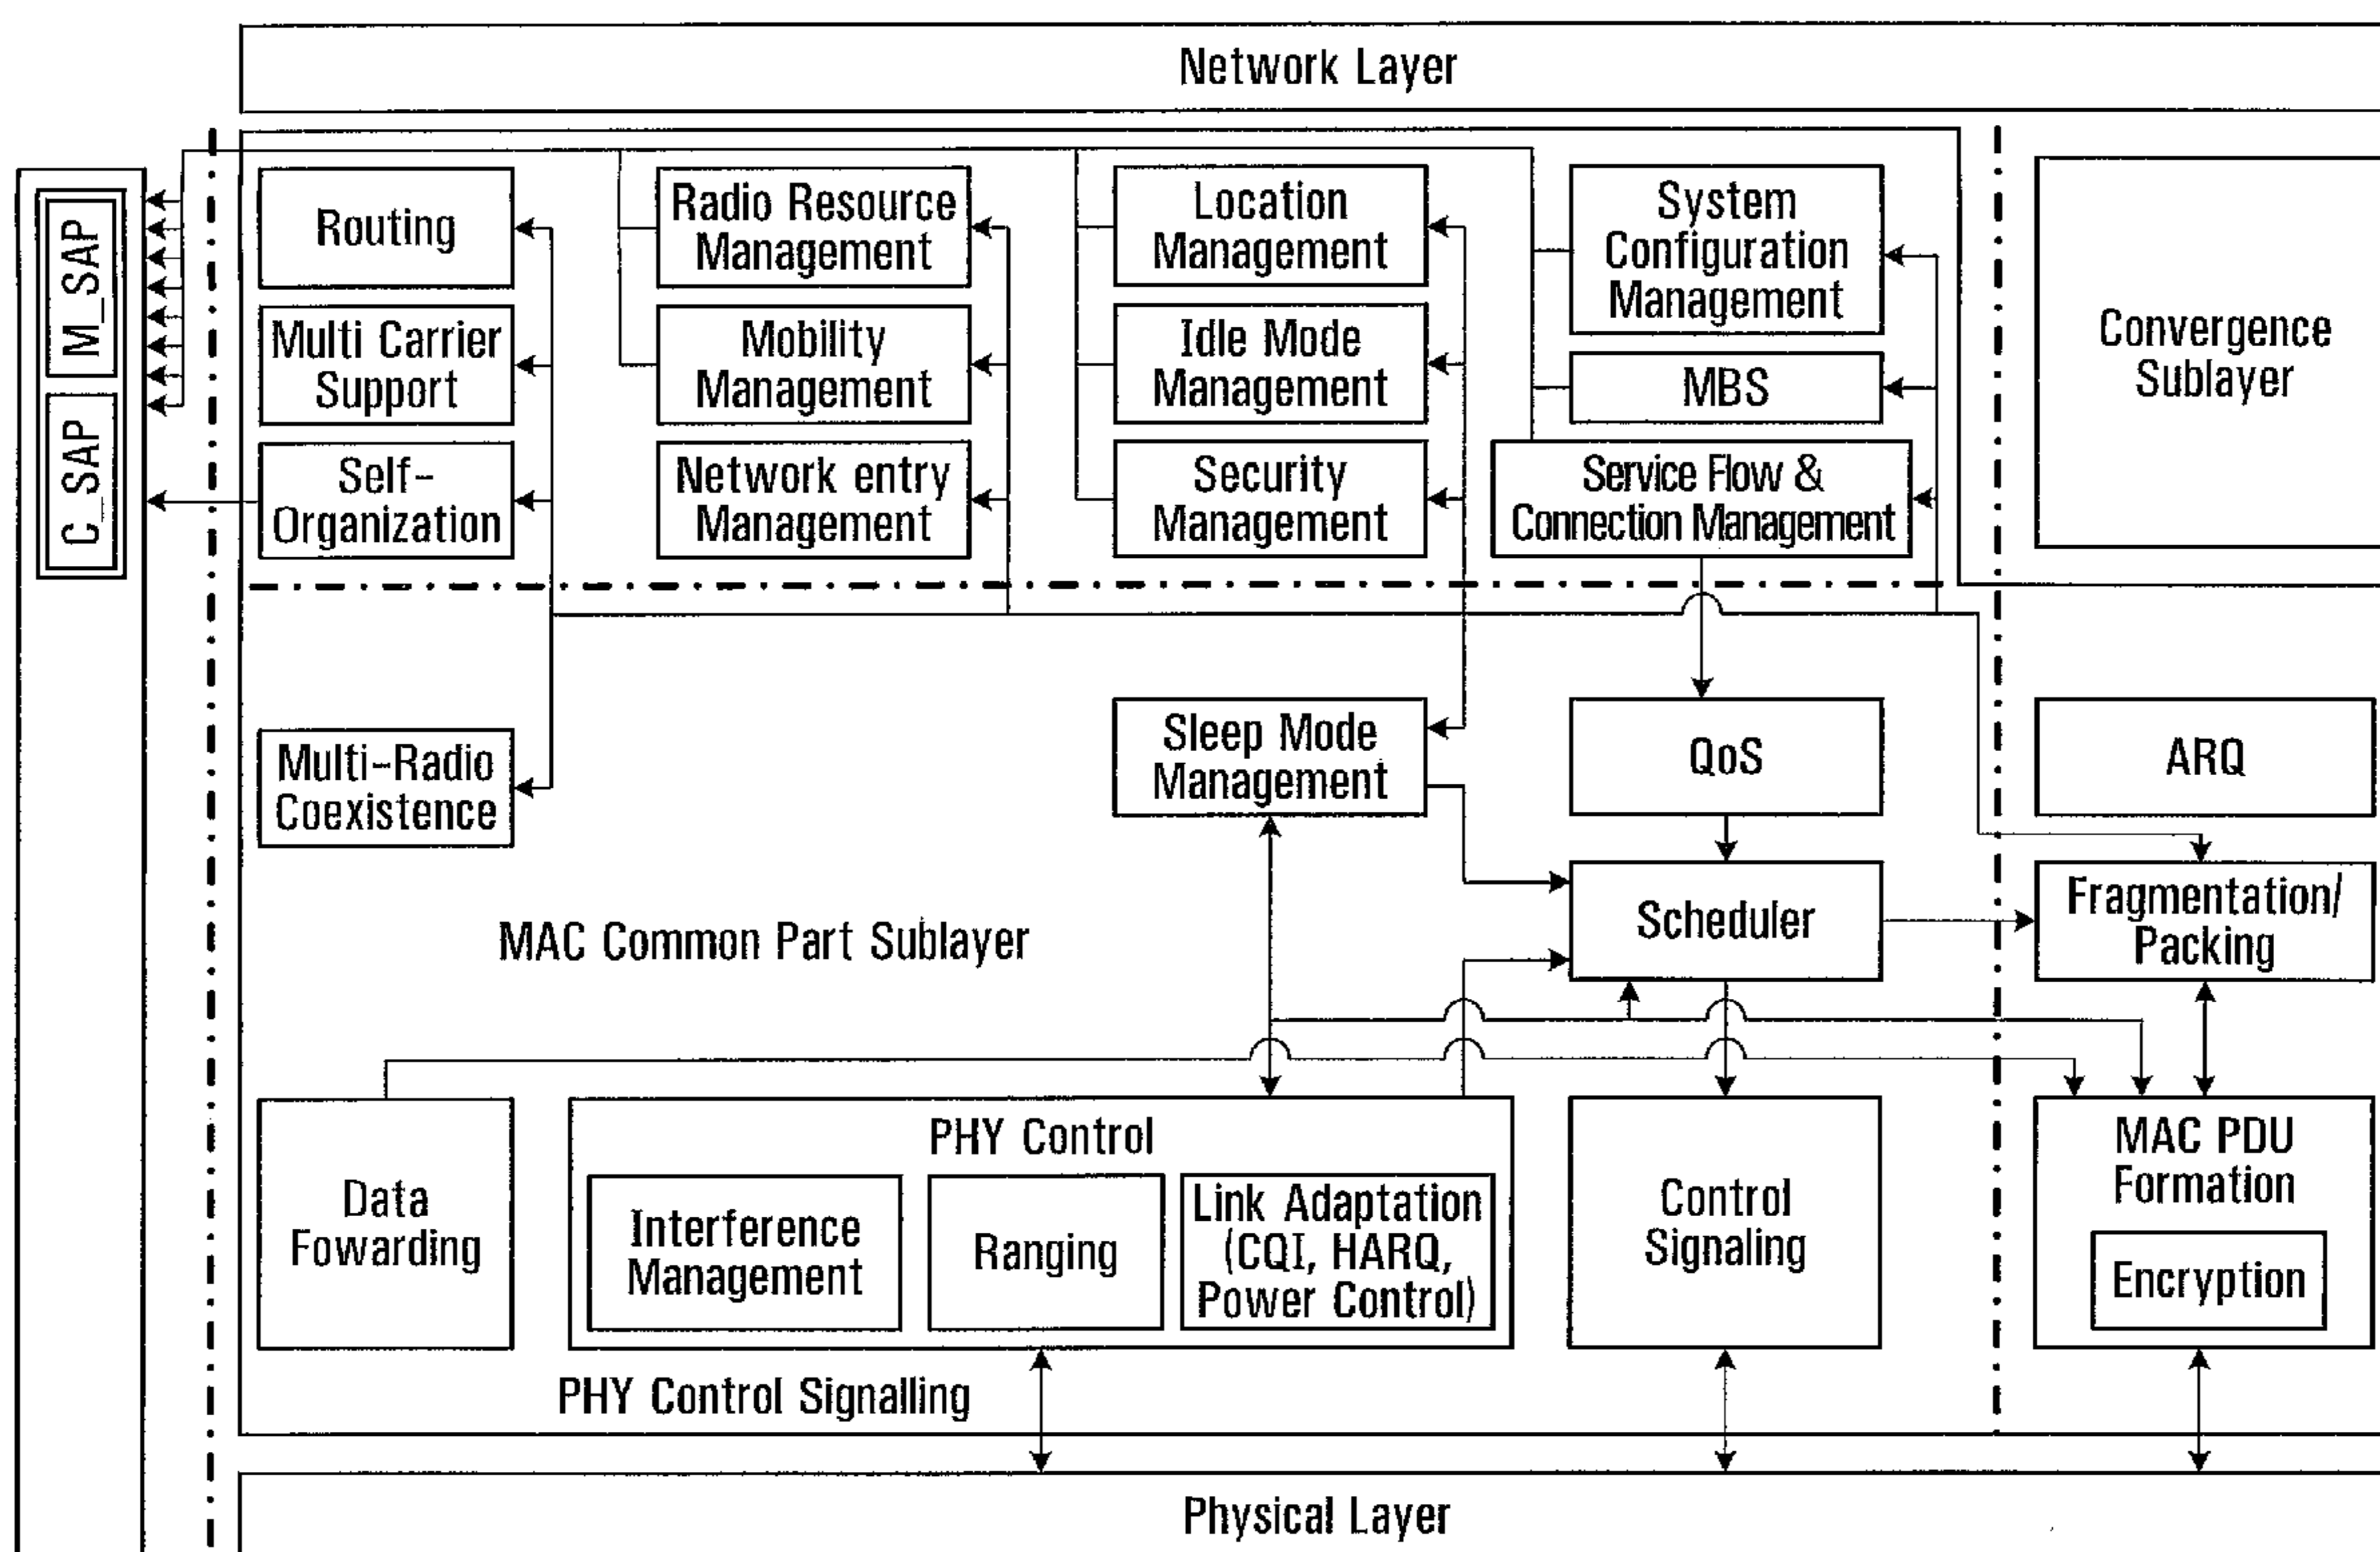 Network Layer
M_SAP
C_SAP
Routing
Radio Resource
Management
Location
Management
System
Configuration
Management
Convergence
Sublayer
Multi Carrier
Support
Mobility
Management
Idle Mode
Management
MBS
Self-
Organization
Network entry
Management
Security
Management
Service Flow &
Connection Management
Multi-Radio
Coexistence
Sleep Mode
Management
QoS
ARQ
MAC Common Part Sublayer
Scheduler
Fragmentation/
Packing
Data
Fowarding
PHY Control
Interference
Management
Ranging
Link Adaptation
(CQI, HARQ,
Power Control)
Control
Signaling
MAC PDU
Formation
Encryption
PHY Control Signalling
Physical Layer